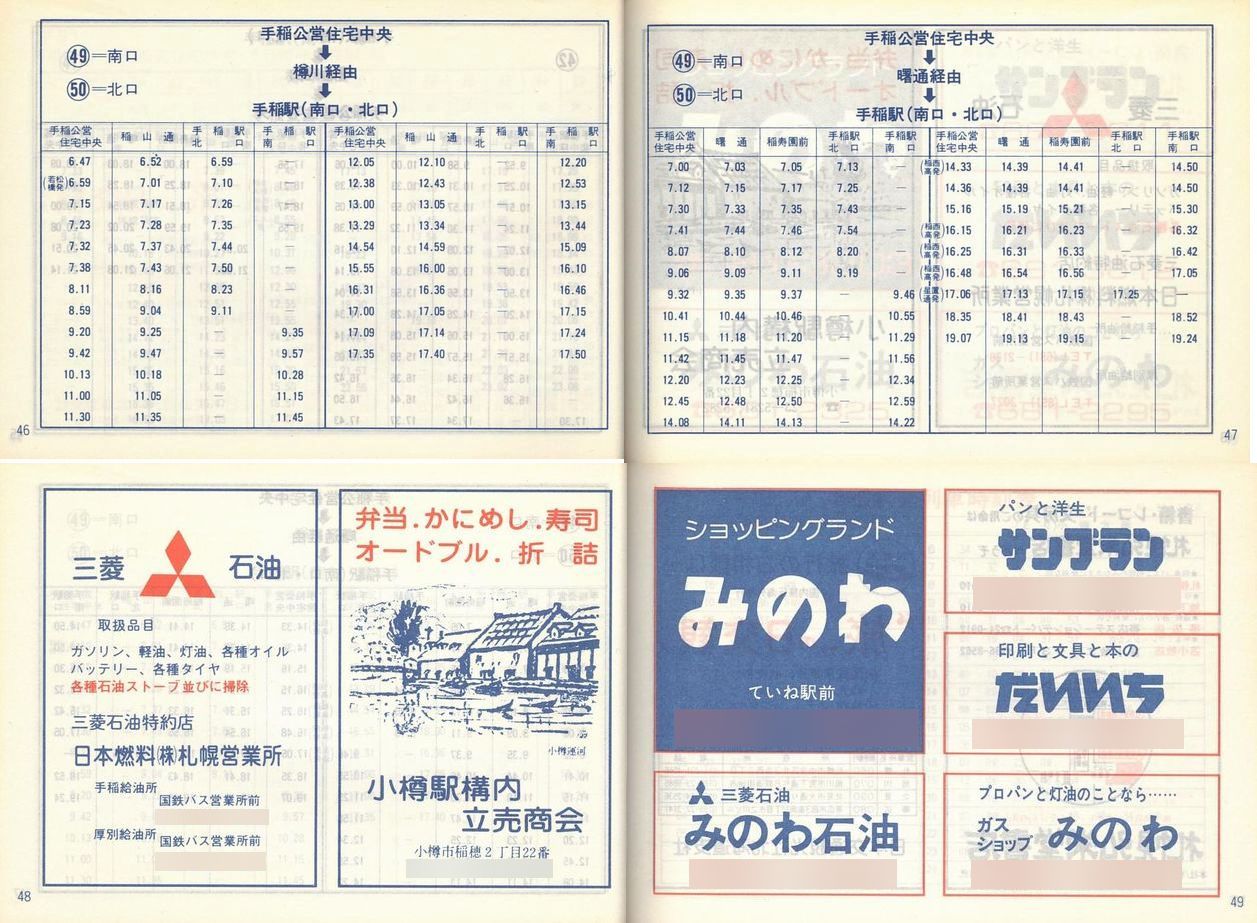 手稲公営住宅中央
㊾=南口
樽川経由
㊿=北口
手稲駅(南口・北口)
手稲公営住宅中央 稲山通 手稲駅北口 手稲駅南口 手稲公営住宅中央 稲山通 手稲駅北口 手稲駅南口
6.47 6.52 6.59 — 12.05 12.10 — 12.20
(若松橋発)6.59 7.01 7.10 — 12.38 12.43 — 12.53
7.15 7.17 7.26 — 13.00 13.05 — 13.15
7.23 7.28 7.35 — 13.29 13.34 — 13.44
7.32 7.37 7.44 — 14.54 14.59 — 15.09
7.38 7.43 7.50 — 15.55 16.00 — 16.10
8.11 8.16 8.23 — 16.31 16.36 — 16.46
8.59 9.04 9.11 — 17.00 17.05 — 17.15
9.20 9.25 — 9.35 17.09 17.14 — 17.24
9.42 9.47 — 9.57 17.35 17.40 — 17.50
10.13 10.18 — 10.28
11.00 11.05 — 11.15
11.30 11.35 — 11.45
46
手稲公営住宅中央
㊾=南口
曙通経由
㊿=北口
手稲駅(南口・北口)
手稲公営住宅中央 曙通 稲寿園前 手稲駅北口 手稲駅南口 手稲公営住宅中央 曙通 稲寿園前 手稲駅北口 手稲駅南口
7.00 7.03 7.05 7.13 — (稲西高発)14.33 14.39 14.41 — 14.50
7.12 7.15 7.17 7.25 — 14.36 14.39 14.41 — 14.50
7.30 7.33 7.35 7.43 — 15.16 15.19 15.21 — 15.30
7.41 7.44 7.46 7.54 — (稲西高発)16.15 16.21 16.23 — 16.32
8.07 8.10 8.12 8.20 — (稲西高発)16.25 16.31 16.33 — 16.42
9.06 9.09 9.11 9.19 — (稲西高発)16.48 16.54 16.56 — 17.05
9.32 9.35 9.37 — 9.46 (星置通発)17.06 17.13 17.15 17.25 —
10.41 10.44 10.46 — 10.55 18.35 18.41 18.43 — 18.52
11.15 11.18 11.20 — 11.29 19.07 19.13 19.15 — 19.24
11.42 11.45 11.47 — 11.56
12.20 12.23 12.25 — 12.34
12.45 12.48 12.50 — 12.59
14.08 14.11 14.13 — 14.22
47
三菱 石油
取扱品目
ガソリン、軽油、灯油、各種オイル
バッテリー、各種タイヤ
各種石油ストーブ並びに掃除
三菱石油特約店
日本燃料㈱札幌営業所
手稲給油所 国鉄バス営業所前
厚別給油所 国鉄バス営業所前
48
弁当.かにめし.寿司
オードブル.折詰
小樽運河
小樽駅構内
立売商会
小樽市稲穂2丁目22番
ショッピングランド
みのわ
ていね駅前
三菱石油
みのわ石油
パンと洋生
サンブラン
印刷と文具と本の
だいいち
プロパンと灯油のことなら……
ガスショップ みのわ
49